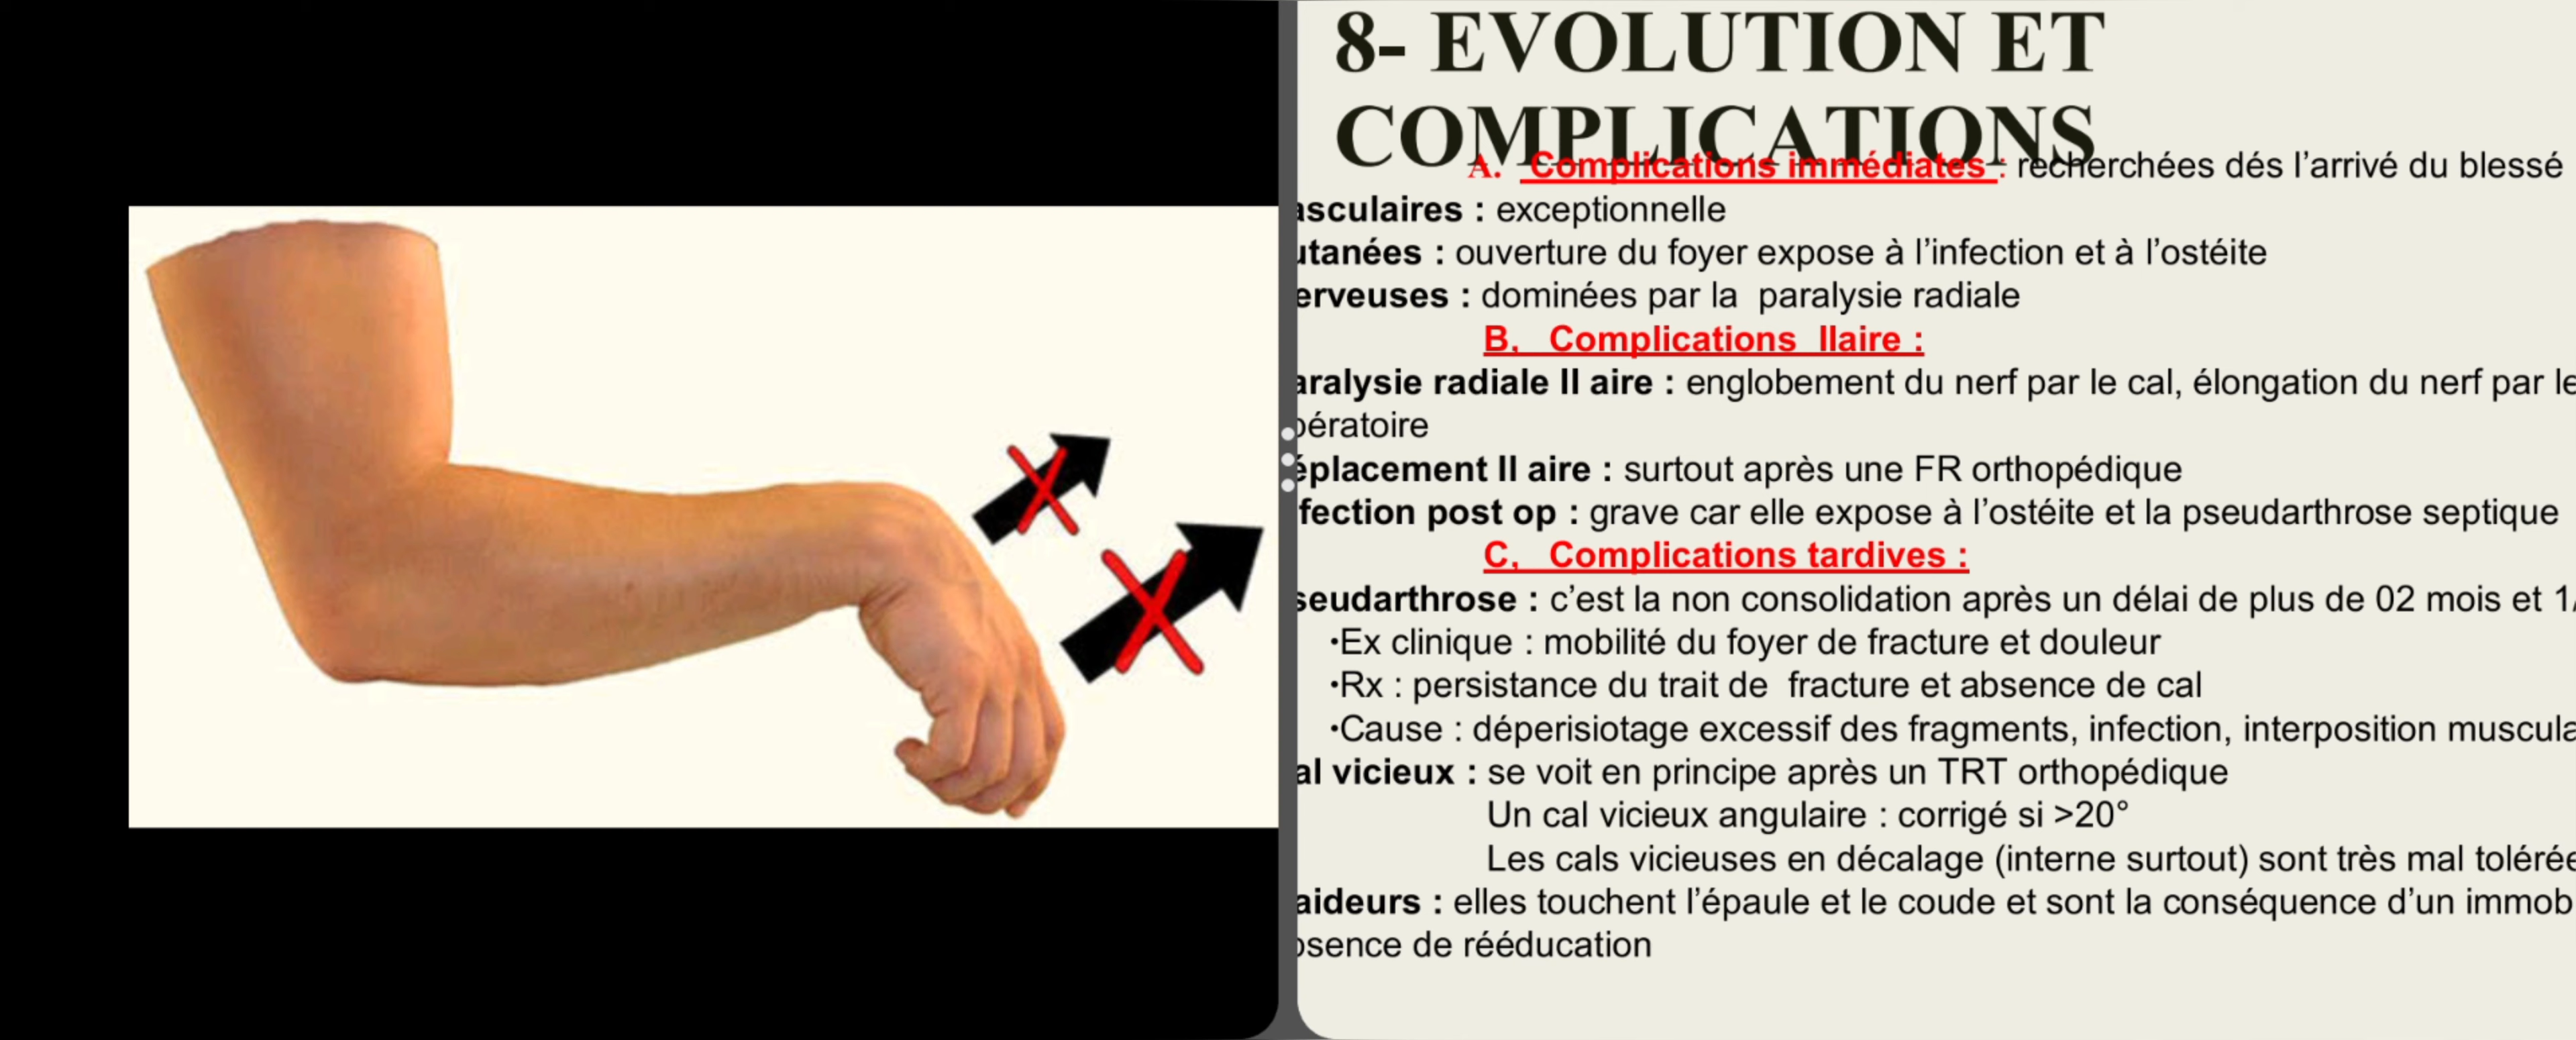 8- EVOLUTION ET
COMPLICATIONS
A. Complications immédiates : recherchées dés l’arrivé du blessé
asculaires : exceptionnelle
utanées : ouverture du foyer expose à l’infection et à l’ostéite
erveuses : dominées par la paralysie radiale
B. Complications IIaire :
aralysie radiale II aire : englobement du nerf par le cal, élongation du nerf par le
pératoire
éplacement II aire : surtout après une FR orthopédique
fection post op : grave car elle expose à l’ostéite et la pseudarthrose septique
C. Complications tardives :
seudarthrose : c’est la non consolidation après un délai de plus de 02 mois et 1/
•Ex clinique : mobilité du foyer de fracture et douleur
•Rx : persistance du trait de fracture et absence de cal
•Cause : déperisiotage excessif des fragments, infection, interposition muscula
al vicieux : se voit en principe après un TRT orthopédique
Un cal vicieux angulaire : corrigé si >20°
Les cals vicieuses en décalage (interne surtout) sont très mal tolérée
aideurs : elles touchent l’épaule et le coude et sont la conséquence d’un immob
bsence de rééducation